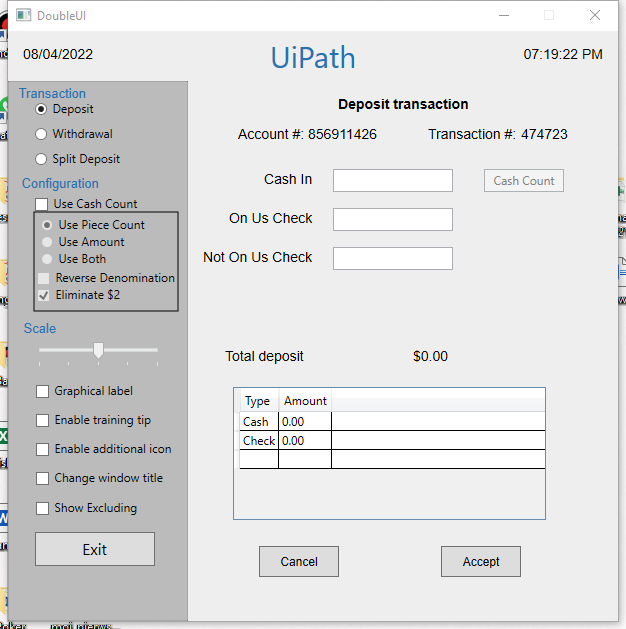 DoubleUI
08/04/2022
UiPath
07:19:22 PM
Transaction
Deposit
Withdrawal
Split Deposit
Configuration
Use Cash Count
Use Piece Count
Use Amount
Use Both
Reverse Denomination
Eliminate $2
Scale
Graphical label
Enable training tip
Enable additional icon
Change window title
Show Excluding
Exit
Deposit transaction
Account #: 856911426 Transaction #: 474723
Cash In
Cash Count
On Us Check
Not On Us Check
Total deposit $0.00
Type Amount
Cash 0.00
Check 0.00
Cancel Accept